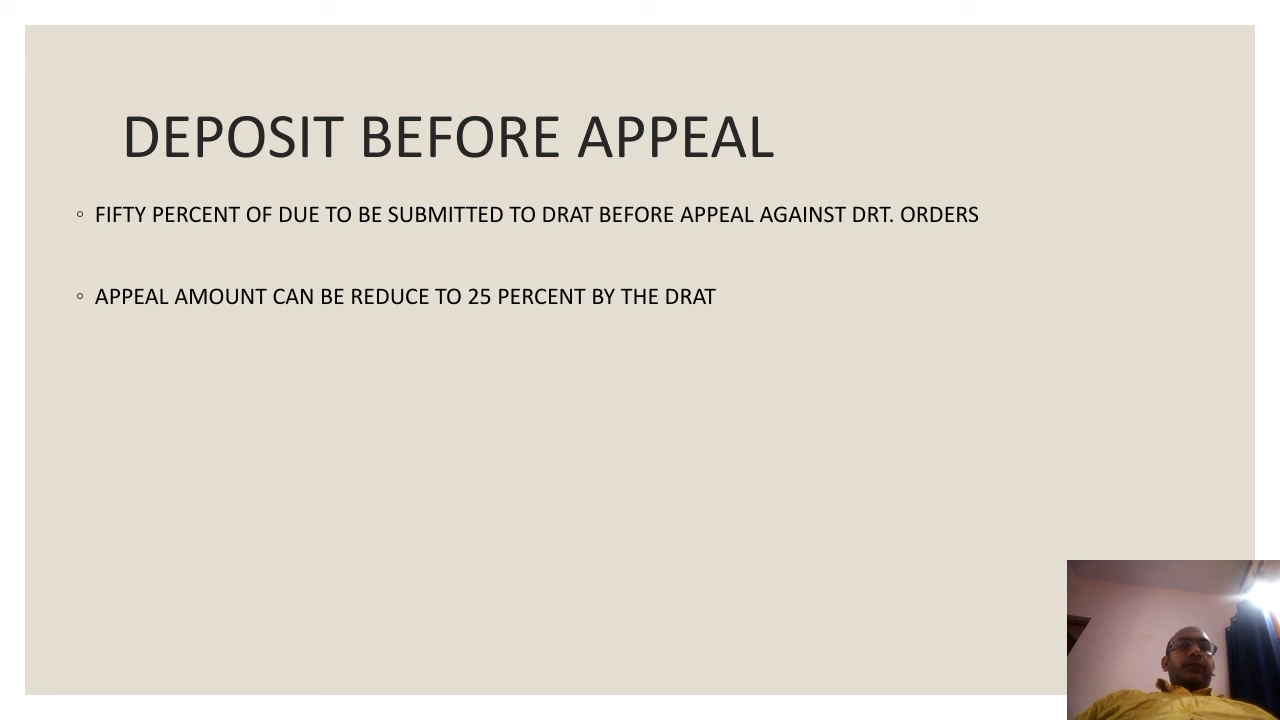 DEPOSIT BEFORE APPEAL
◦ FIFTY PERCENT OF DUE TO BE SUBMITTED TO DRAT BEFORE APPEAL AGAINST DRT. ORDERS
◦ APPEAL AMOUNT CAN BE REDUCE TO 25 PERCENT BY THE DRAT